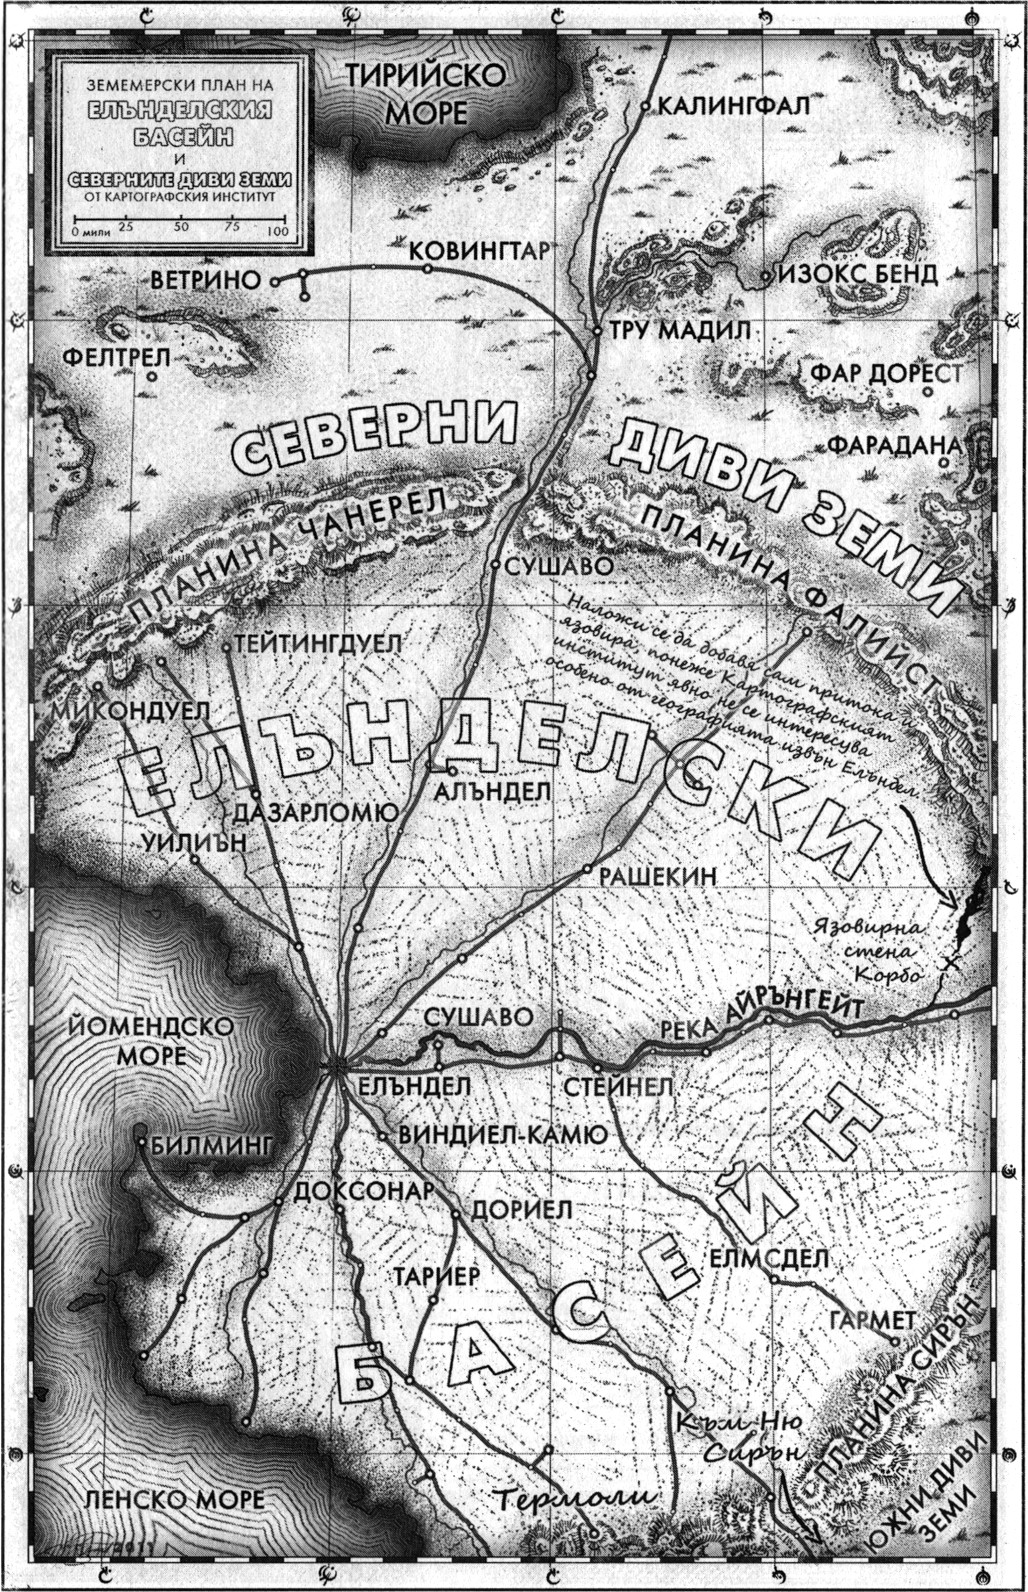 ЗЕМЕМЕРСКИ ПЛАН НА
ЕЛЪНДЕЛСКИЯ
БАСЕЙН
И
СЕВЕРНИТЕ ДИВИ ЗЕМИ
ОТ КАРТОГРАФСКИЯ ИНСТИТУТ
0 мили 25 50 75 100
ТИРИЙСКО
МОРЕ
КАЛИНГФАЛ
КОВИНГТАР
ВЕТРИНО
ИЗОКС БЕНД
ТРУ МАДИЛ
ФЕЛТРЕЛ
ФАР ДОРЕСТ
ФАРАДАНА
СЕВЕРНИ
ДИВИ ЗЕМИ
ПЛАНИНА ЧАНЕРЕЛ
ПЛАНИНА ФАЛИЙСТ
СУШАВО
Наложи се да добавя сам притока и
язовира, понеже Картографският
институт явно не се интересува
особено от географията извън Елъндел
ТЕЙТИНГДУЕЛ
МИКОНДУЕЛ
ЕЛЪНДЕЛСКИ
АЛЪНДЕЛ
ДАЗАРЛОМЮ
УИЛИЪН
РАШЕКИН
Язовирна
стена
Корбо
ЙОМЕНДСКО
МОРЕ
СУШАВО
РЕКА АЙРЪНГЕЙТ
ЕЛЪНДЕЛ
СТЕЙНЕЛ
БИЛМИНГ
ВИНДИЕЛ-КАМЮ
ДОКСОНАР
ДОРИЕЛ
БАСЕЙН
ЕЛМСДЕЛ
ТАРИЕР
ГАРМЕТ
ПЛАНИНА СИРЪН
Към Ню
Сирън
Термоли
ЛЕНСКО МОРЕ
ЮЖНИ ДИВИ
ЗЕМИ